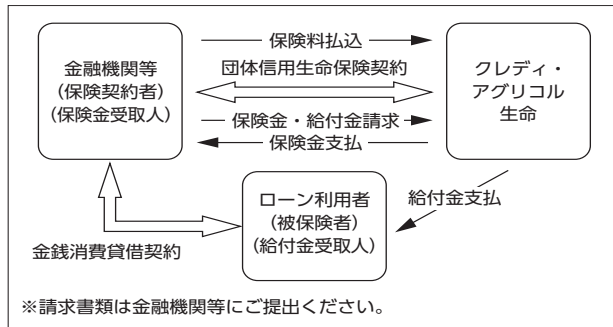 保険料払込
金融機関等
(保険契約者)
(保険金受取人)
団体信用生命保険契約
クレディ・
アグリコル
生命
保険金・給付金請求
保険金支払
ローン利用者
(被保険者)
(給付金受取人)
給付金支払
金銭消費貸借契約
※請求書類は金融機関等にご提出ください。